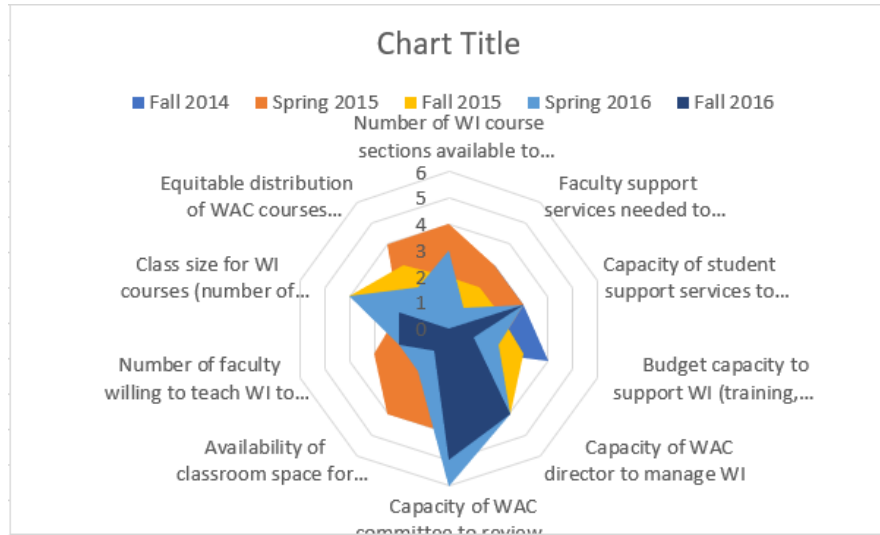 Chart Title
Fall 2014 Spring 2015 Fall 2015 Spring 2016 Fall 2016
Number of WI course
sections available to...
Faculty support
services needed to...
Capacity of student
support services to...
Budget capacity to
support WI (training,...
Capacity of WAC
director to manage WI
Capacity of WAC
committee to review
Availability of
classroom space for...
Number of faculty
willing to teach WI to...
Class size for WI
courses (number of...
Equitable distribution
of WAC courses...
6
5
4
3
2
1
0